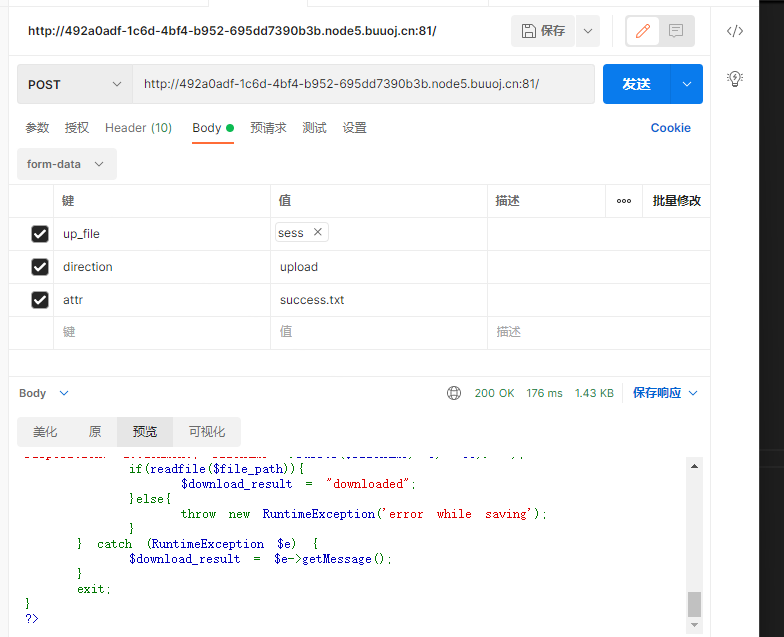 http://492a0adf-1c6d-4bf4-b952-695dd7390b3b.node5.buuoj.cn:81/ 保存
POST http://492a0adf-1c6d-4bf4-b952-695dd7390b3b.node5.buuoj.cn:81/ 发送
参数 授权 Header (10) Body 预请求 测试 设置 Cookie
form-data
键 值 描述 批量修改
up_file sess
direction upload
attr success.txt
键 值 描述
Body 200 OK 176 ms 1.43 KB 保存响应
美化 原 预览 可视化
if(readfile($file_path)){
$download_result = "downloaded";
}else{
throw new RuntimeException('error while saving');
}
} catch (RuntimeException $e) {
$download_result = $e->getMessage();
}
exit;
}
?>